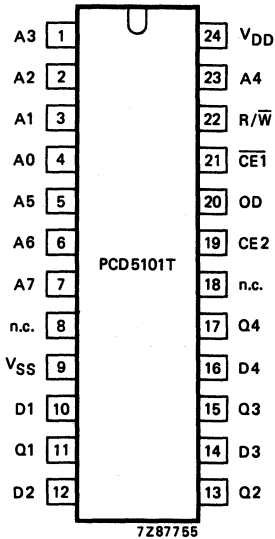 A3 1 24 VDD
A2 2 23 A4
A1 3 22 R/W̅
A0 4 21 C̅E̅1̅
A5 5 20 OD
A6 6 19 CE2
PCD5101T
A7 7 18 n.c.
n.c. 8 17 Q4
VSS 9 16 D4
D1 10 15 Q3
Q1 11 14 D3
D2 12 13 Q2
7Z87755